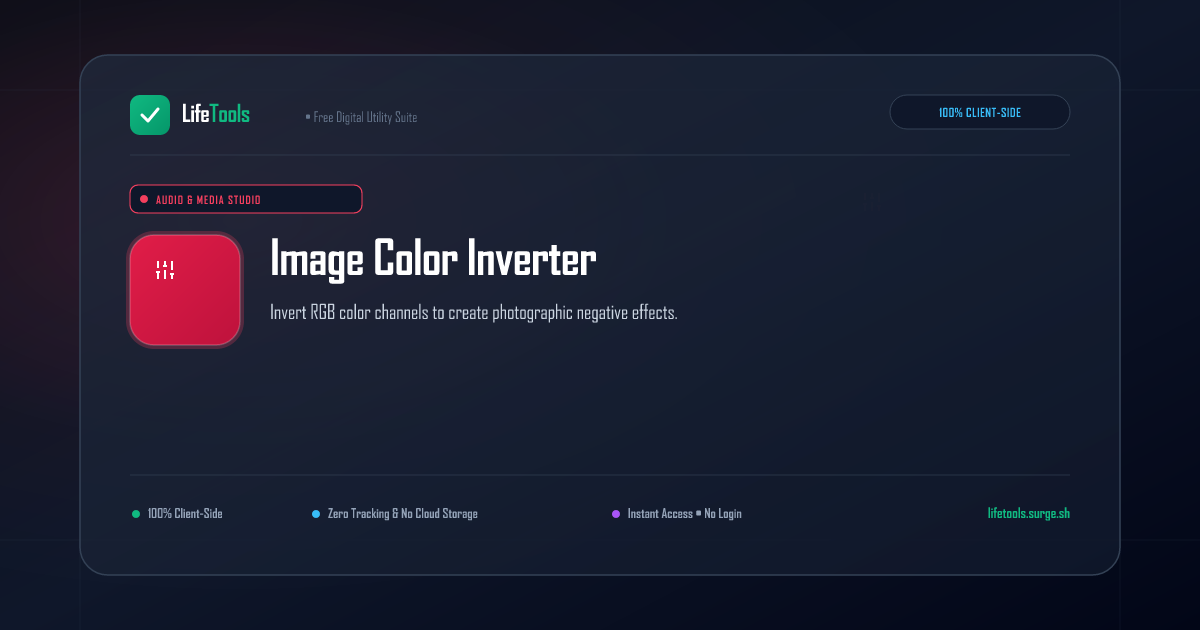 LifeTools
▪ Free Digital Utility Suite
100% CLIENT-SIDE
AUDIO & MEDIA STUDIO
Image Color Inverter
Invert RGB color channels to create photographic negative effects.
100% Client-Side
Zero Tracking & No Cloud Storage
Instant Access ▪ No Login
lifetools.surge.sh